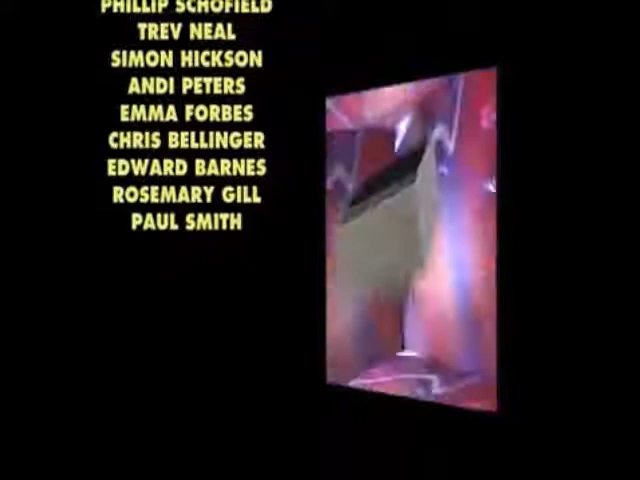 PHILLIP SCHOFIELD
TREV NEAL
SIMON HICKSON
ANDI PETERS
EMMA FORBES
CHRIS BELLINGER
EDWARD BARNES
ROSEMARY GILL
PAUL SMITH